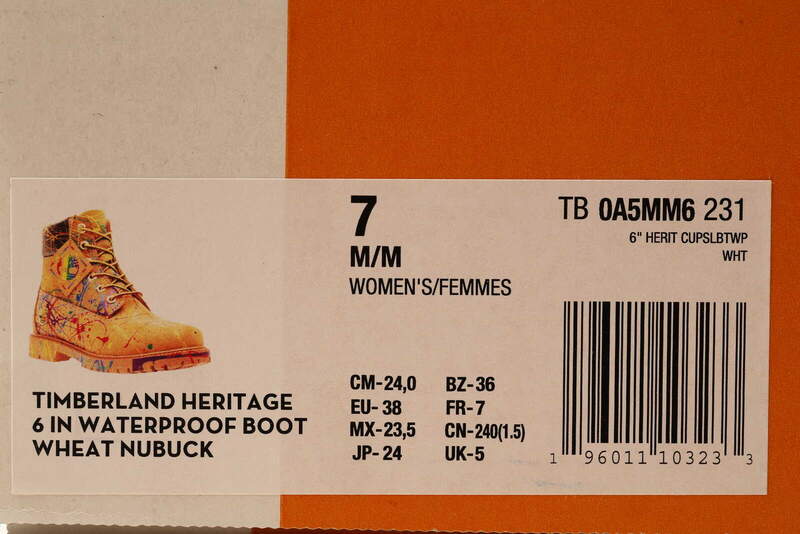 7
M/M
WOMEN'S/FEMMES
TB 0A5MM6 231
6" HERIT CUPSLBTWP
WHT
TIMBERLAND HERITAGE
6 IN WATERPROOF BOOT
WHEAT NUBUCK
CM-24,0 BZ-36
EU-38 FR-7
MX-23,5 CN-240(1.5)
JP-24 UK-5
1 96011 10323 3